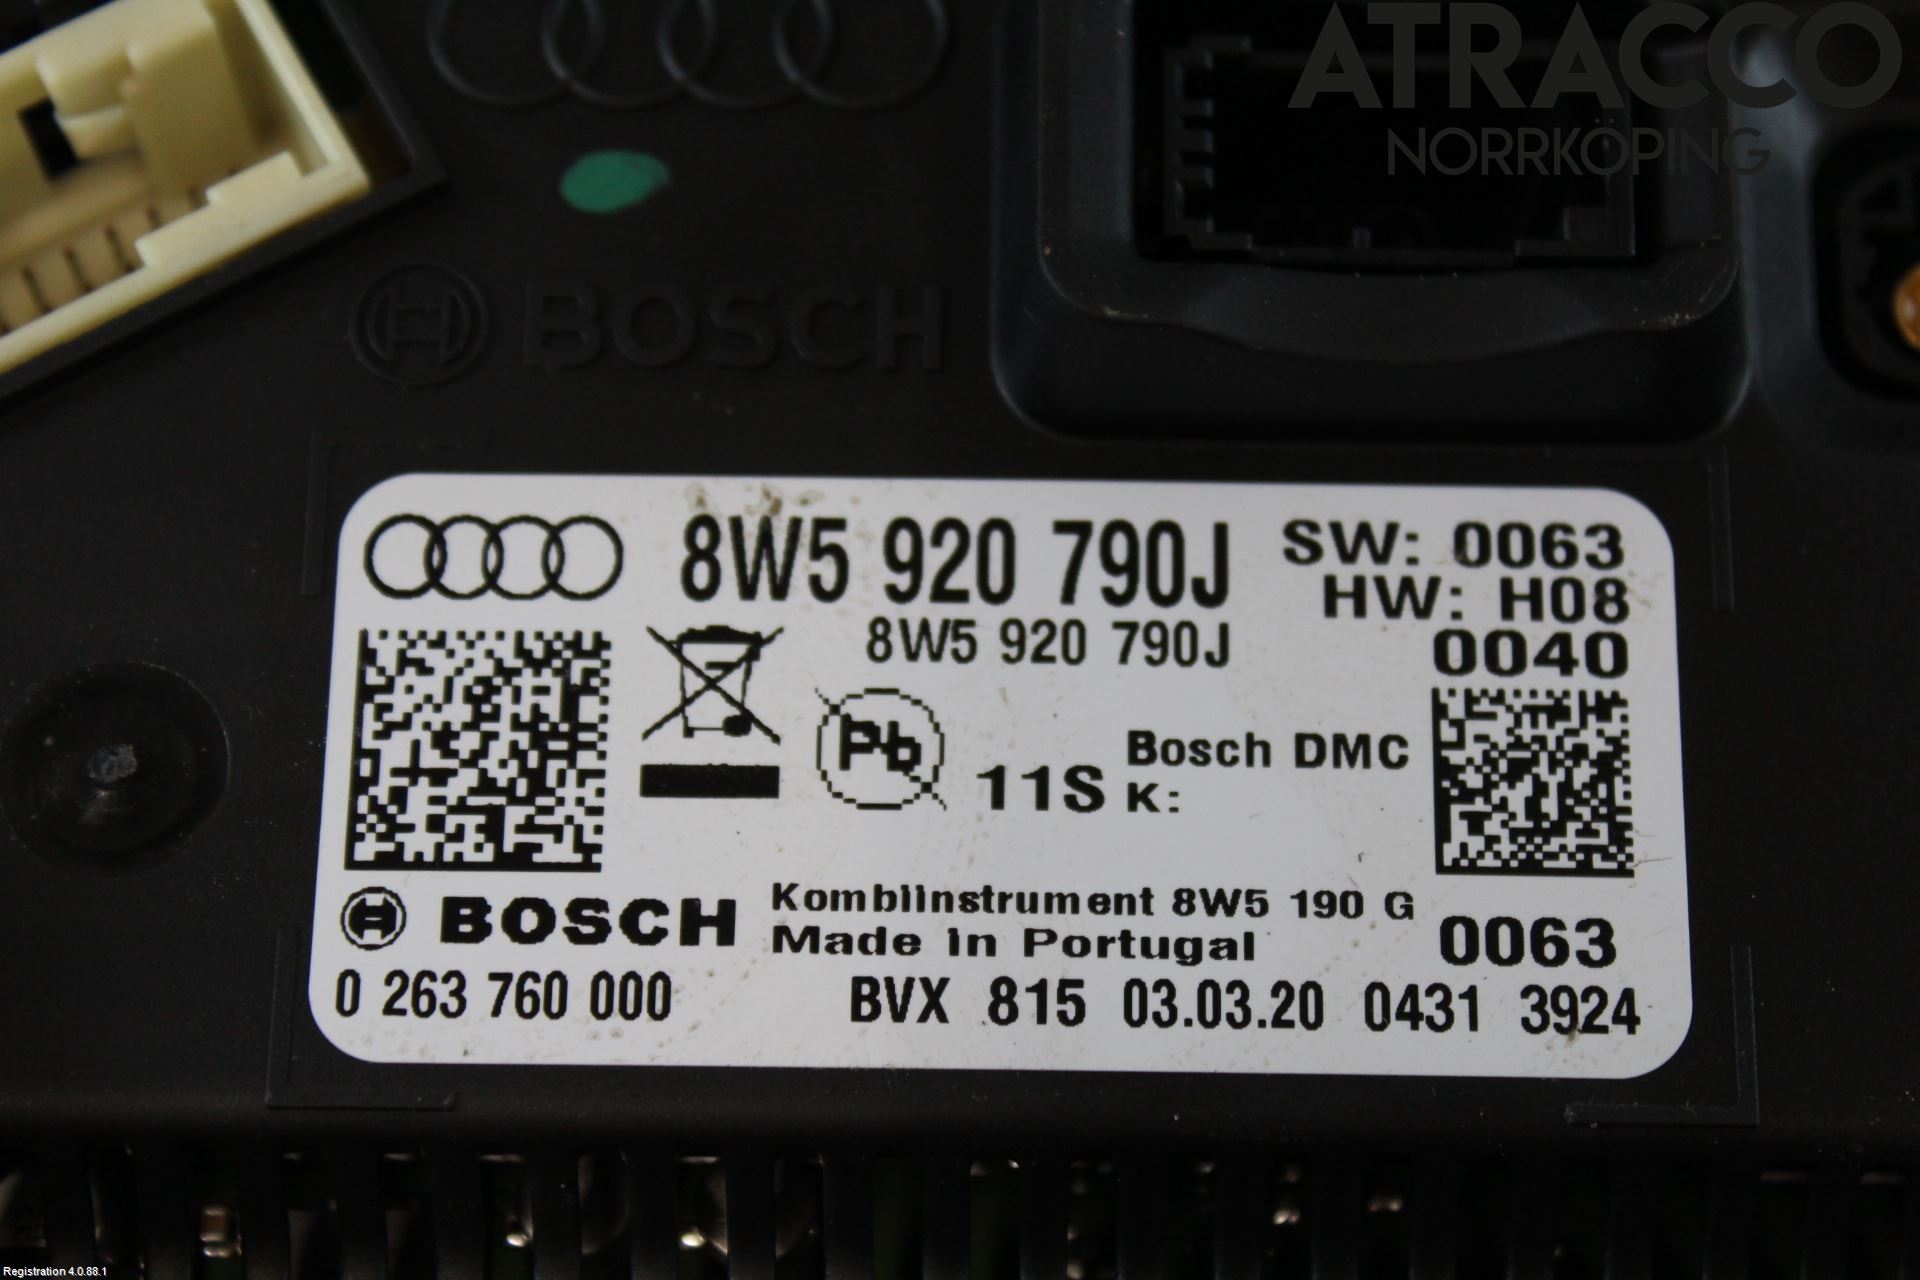 ATRACCO
NORRKÖPING
BOSCH
8W5 920 790J
SW: 0063
HW: H08
8W5 920 790J
0040
Pb
11S
Bosch DMC
K:
BOSCH
Kombiinstrument 8W5 190 G
Made in Portugal
0063
0 263 760 000
BVX 815 03.03.20 0431 3924
Registration 4.0.88.1